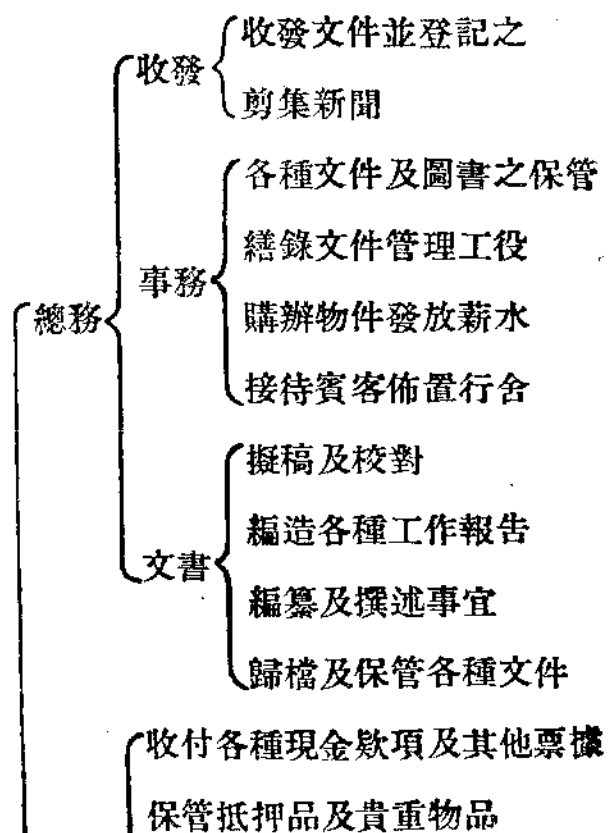 總務
收發
收發文件並登記之
剪集新聞
事務
各種文件及圖書之保管
繕錄文件管理工役
購辦物件發放薪水
接待賓客佈置行舍
文書
擬稿及校對
編造各種工作報告
編纂及撰述事宜
歸檔及保管各種文件
收付各種現金欵項及其他票據
保管抵押品及貴重物品